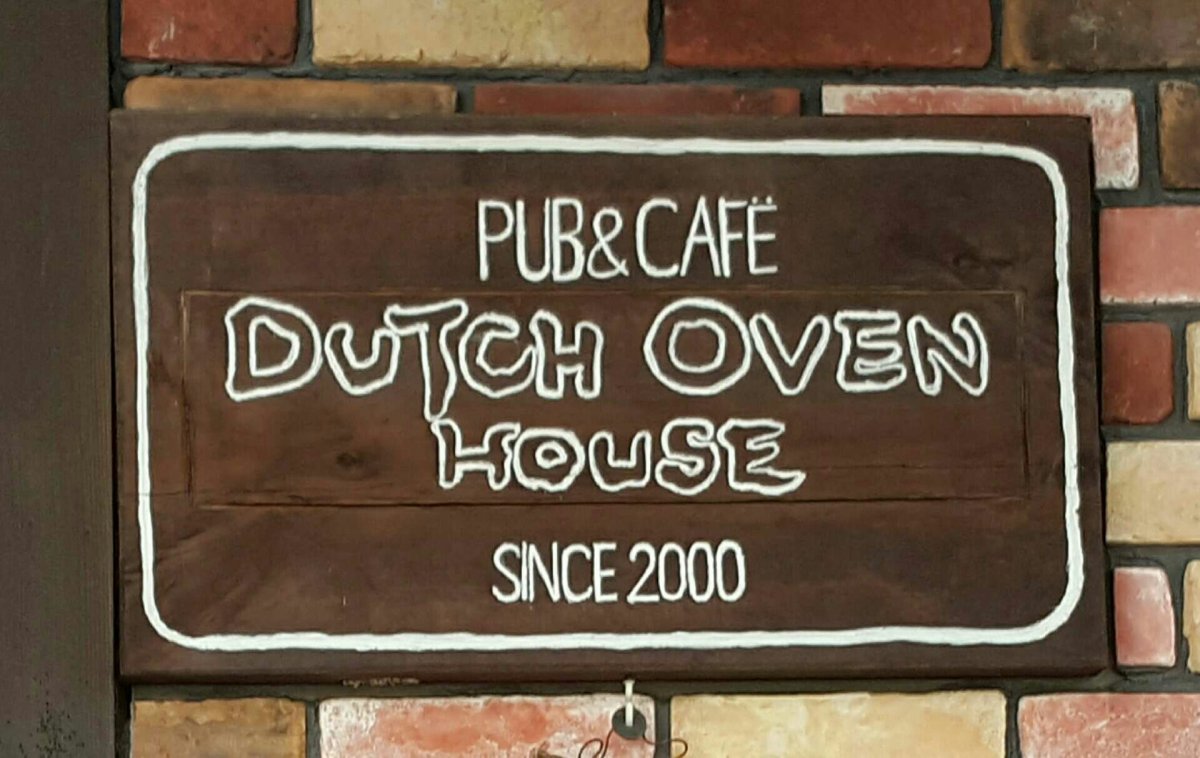 PUB&CAFË
DUTCH OVEN
HOUSE
SINCE 2000